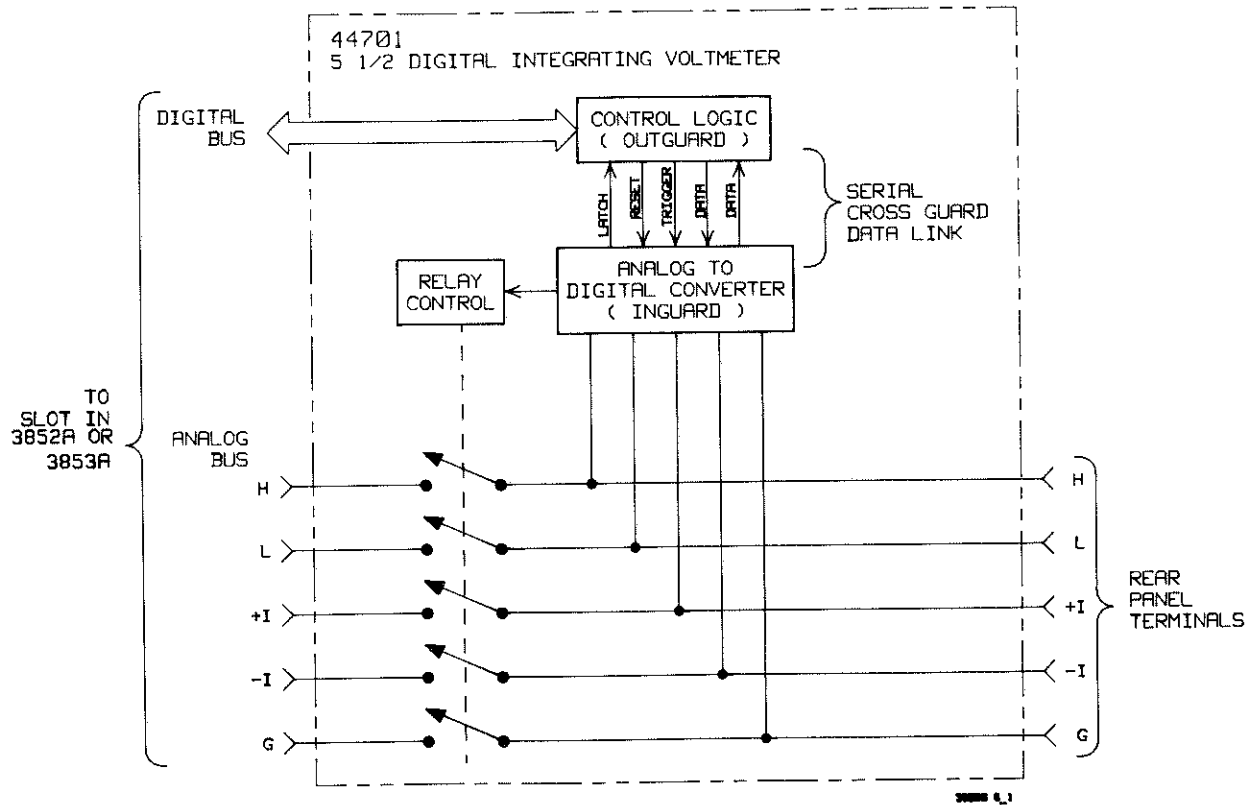 44701
5 1/2 DIGITAL INTEGRATING VOLTMETER
DIGITAL
BUS
CONTROL LOGIC
( OUTGUARD )
LATCH
RESET
TRIGGER
DATA
DATA
SERIAL
CROSS GUARD
DATA LINK
ANALOG TO
DIGITAL CONVERTER
( INGUARD )
RELAY
CONTROL
TO
SLOT IN
3852A OR
3853A
ANALOG
BUS
H
L
+I
-I
G
H
L
+I
-I
G
REAR
PANEL
TERMINALS